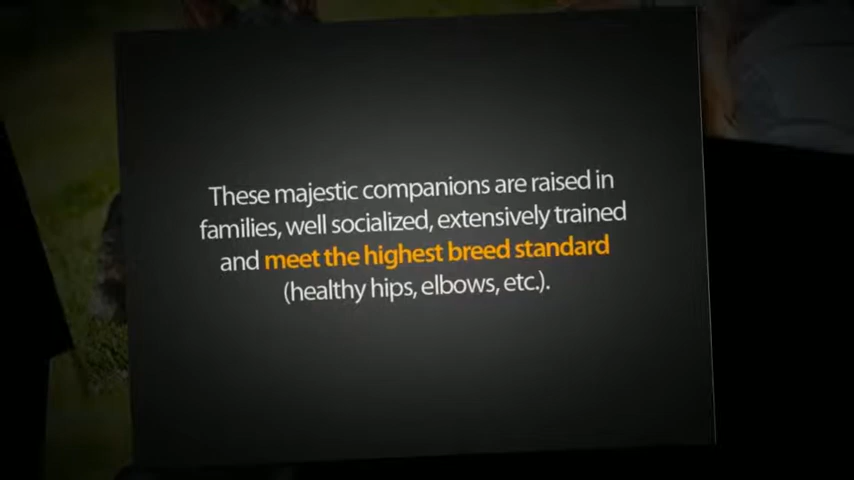 These majestic companions are raised in
families, well socialized, extensively trained
and meet the highest breed standard
(healthy hips, elbows, etc.).